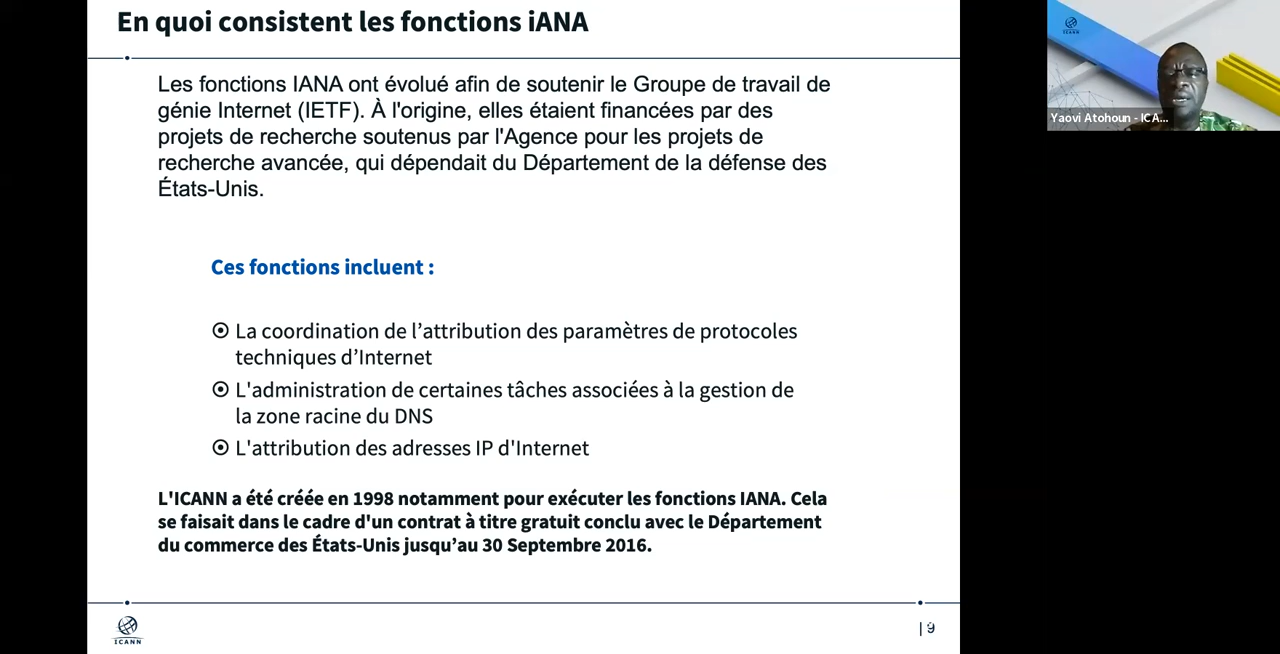 En quoi consistent les fonctions iANA
Les fonctions IANA ont évolué afin de soutenir le Groupe de travail de
génie Internet (IETF). À l'origine, elles étaient financées par des
projets de recherche soutenus par l'Agence pour les projets de
recherche avancée, qui dépendait du Département de la défense des
États-Unis.
Ces fonctions incluent :
La coordination de l’attribution des paramètres de protocoles
techniques d’Internet
L'administration de certaines tâches associées à la gestion de
la zone racine du DNS
L'attribution des adresses IP d'Internet
L'ICANN a été créée en 1998 notamment pour exécuter les fonctions IANA. Cela
se faisait dans le cadre d'un contrat à titre gratuit conclu avec le Département
du commerce des États-Unis jusqu’au 30 Septembre 2016.
ICANN
| 9
ICANN
Yaovi Atohoun - ICA...